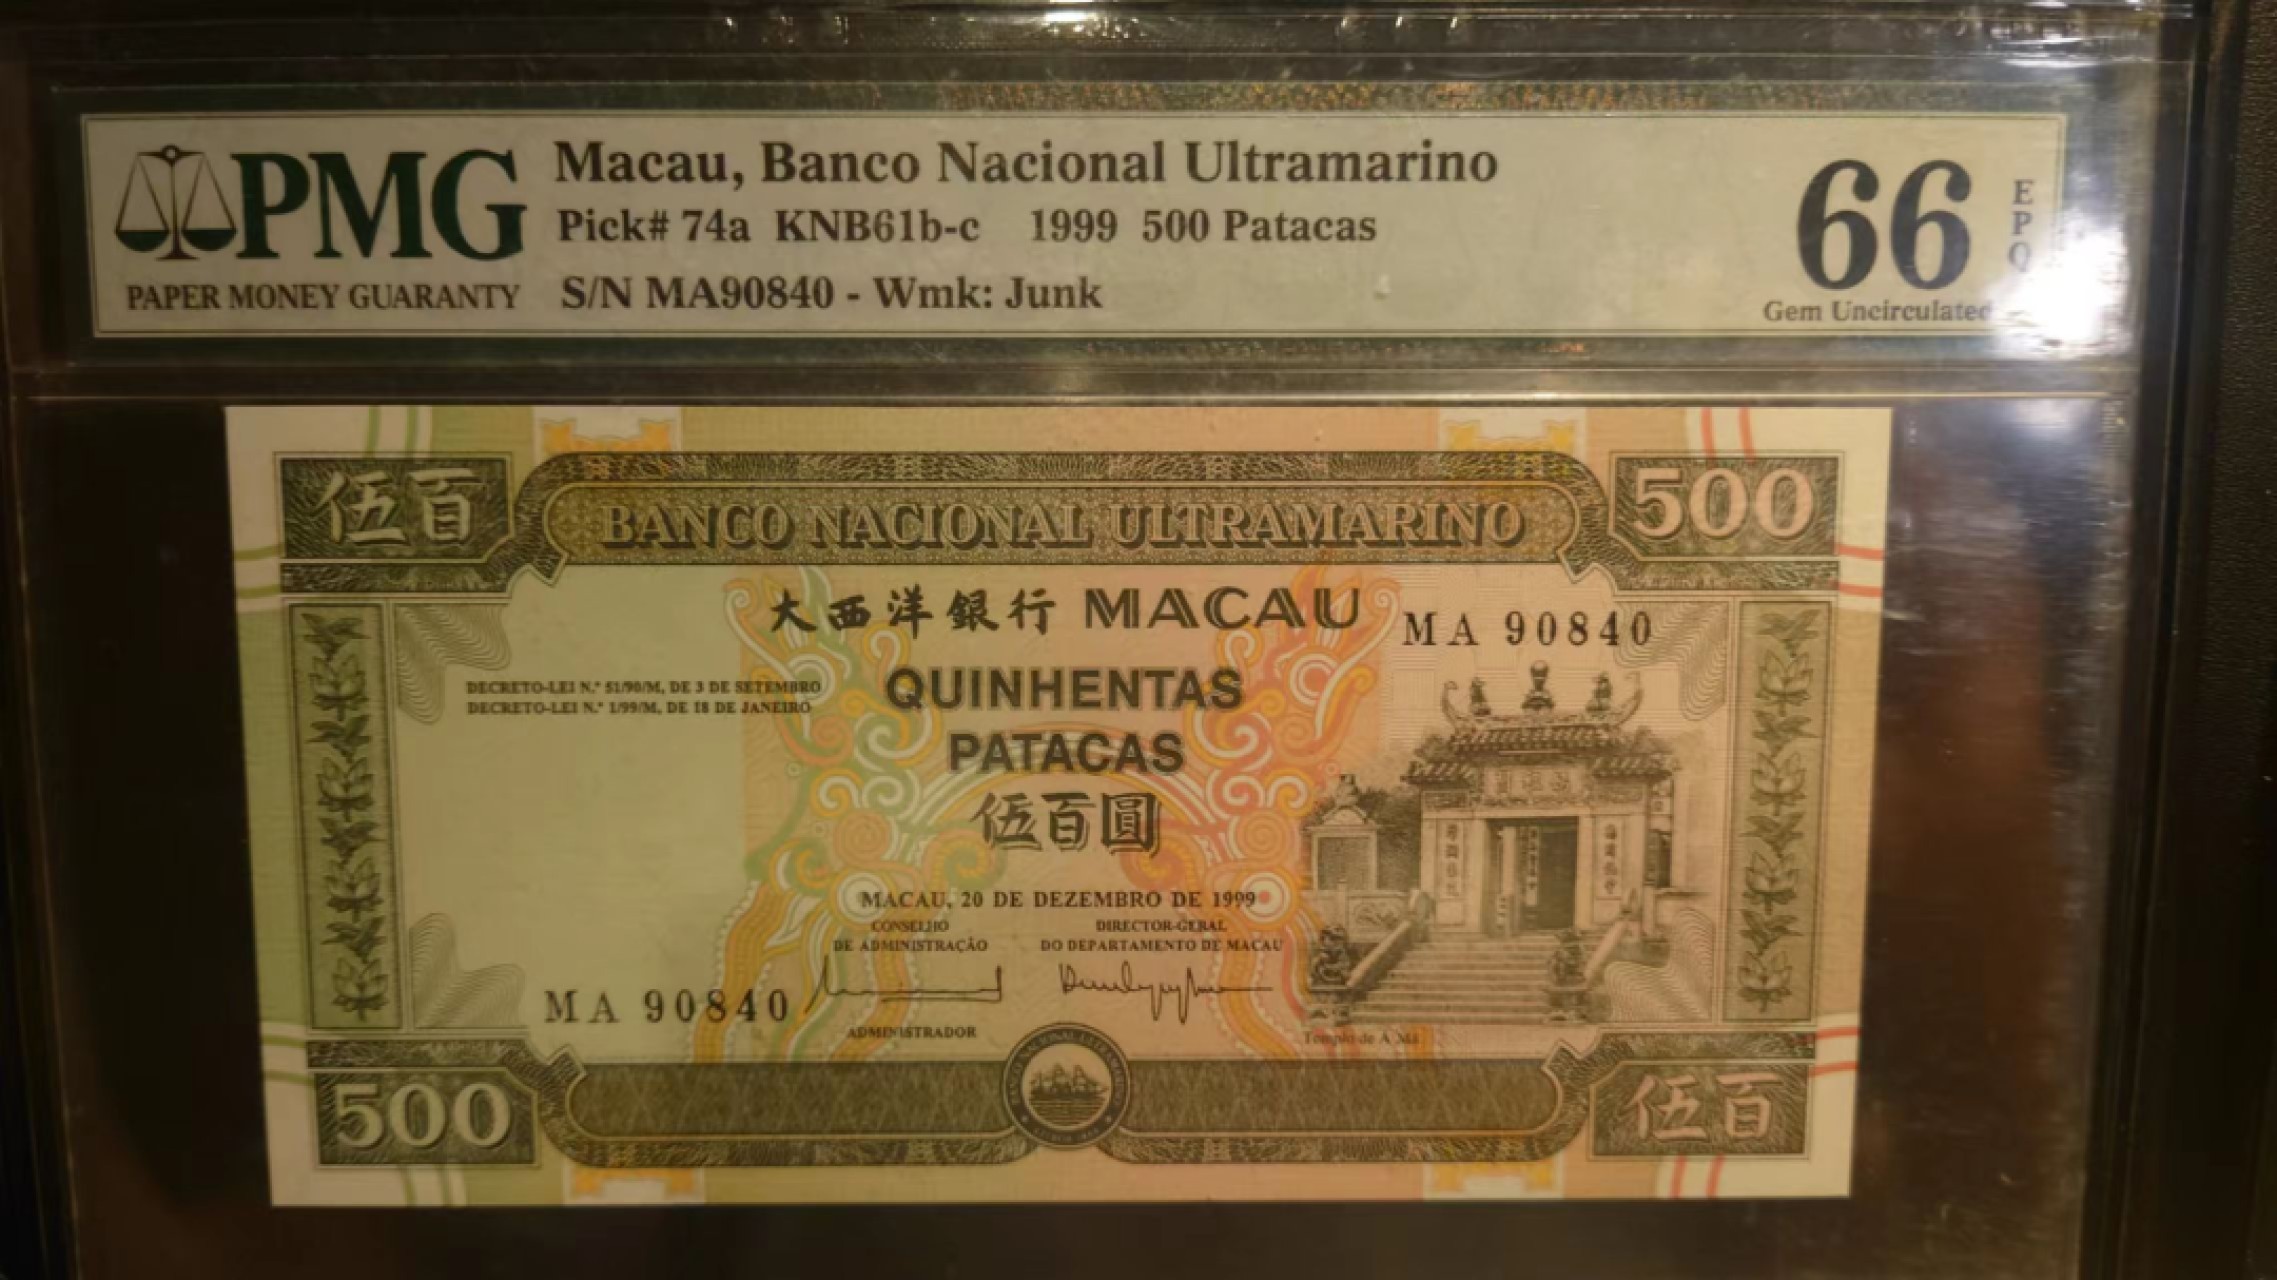 PMG
PAPER MONEY GUARANTY
Macau, Banco Nacional Ultramarino
Pick# 74a KNB61b-c 1999 500 Patacas
S/N MA90840 - Wmk: Junk
66
EPQ
Gem Uncirculated
伍百
BANCO NACIONAL ULTRAMARINO
500
大西洋銀行 MACAU
MA 90840
DECRETO-LEI N.º 51/90/M, DE 3 DE SETEMBRO
DECRETO-LEI N.º 1/99/M, DE 18 DE JANEIRO
QUINHENTAS
PATACAS
伍百圓
MACAU, 20 DE DEZEMBRO DE 1999
CONSELHO
DE ADMINISTRAÇÃO
DIRECTOR-GERAL
DO DEPARTAMENTO DE MACAU
MA 90840
ADMINISTRADOR
Templo de A Má
500
伍百